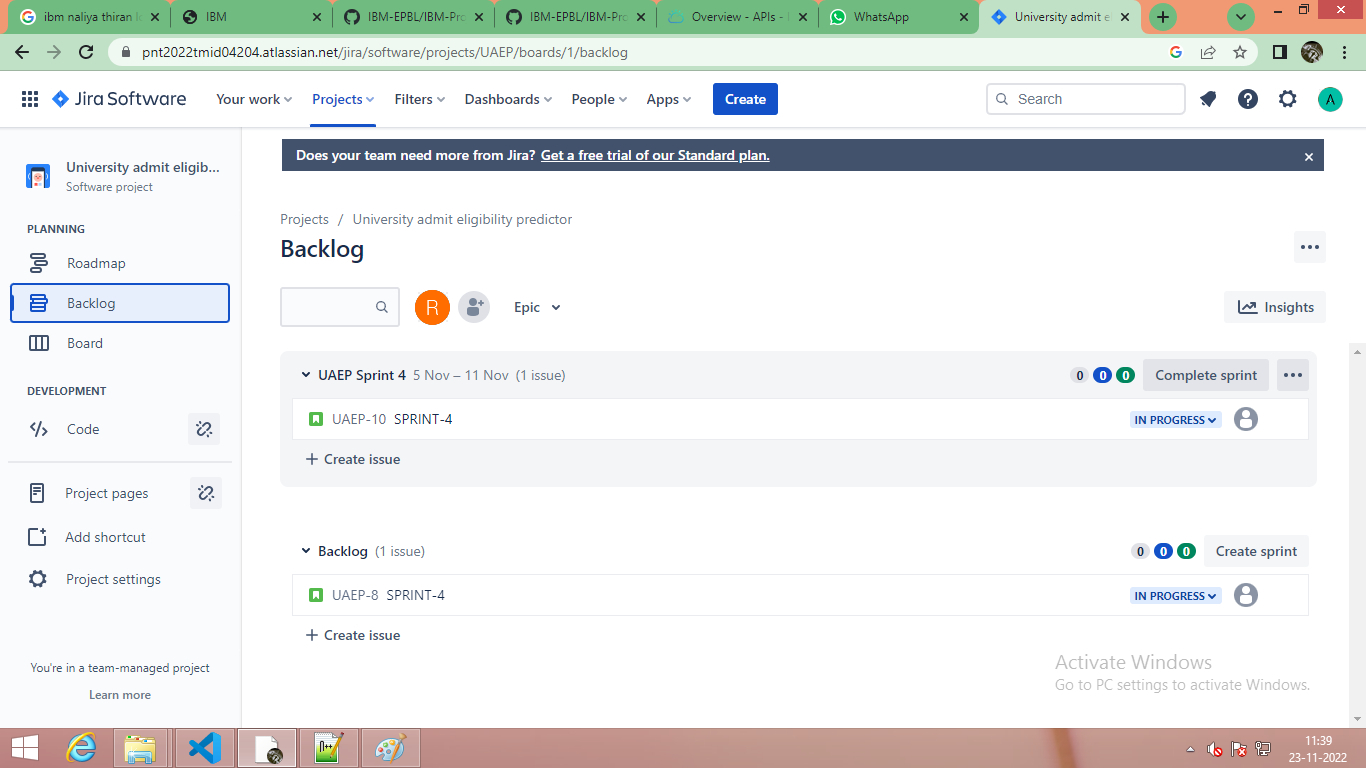 ibm naliya thiran lo
IBM
IBM-EPBL/IBM-Pro
IBM-EPBL/IBM-Pro
Overview - APIs -
WhatsApp
University admit e
pnt2022tmid04204.atlassian.net/jira/software/projects/UAEP/boards/1/backlog
Jira Software
Your work
Projects
Filters
Dashboards
People
Apps
Create
Search
A
University admit eligib...
Software project
PLANNING
Roadmap
Backlog
Board
DEVELOPMENT
Code
Project pages
Add shortcut
Project settings
You're in a team-managed project
Learn more
Does your team need more from Jira? Get a free trial of our Standard plan.
Projects / University admit eligibility predictor
Backlog
R
Epic
Insights
UAEP Sprint 4 5 Nov – 11 Nov (1 issue)
0 0 0
Complete sprint
UAEP-10 SPRINT-4
IN PROGRESS
+ Create issue
Backlog (1 issue)
0 0 0
Create sprint
UAEP-8 SPRINT-4
IN PROGRESS
+ Create issue
Activate Windows
Go to PC settings to activate Windows.
11:39
23-11-2022